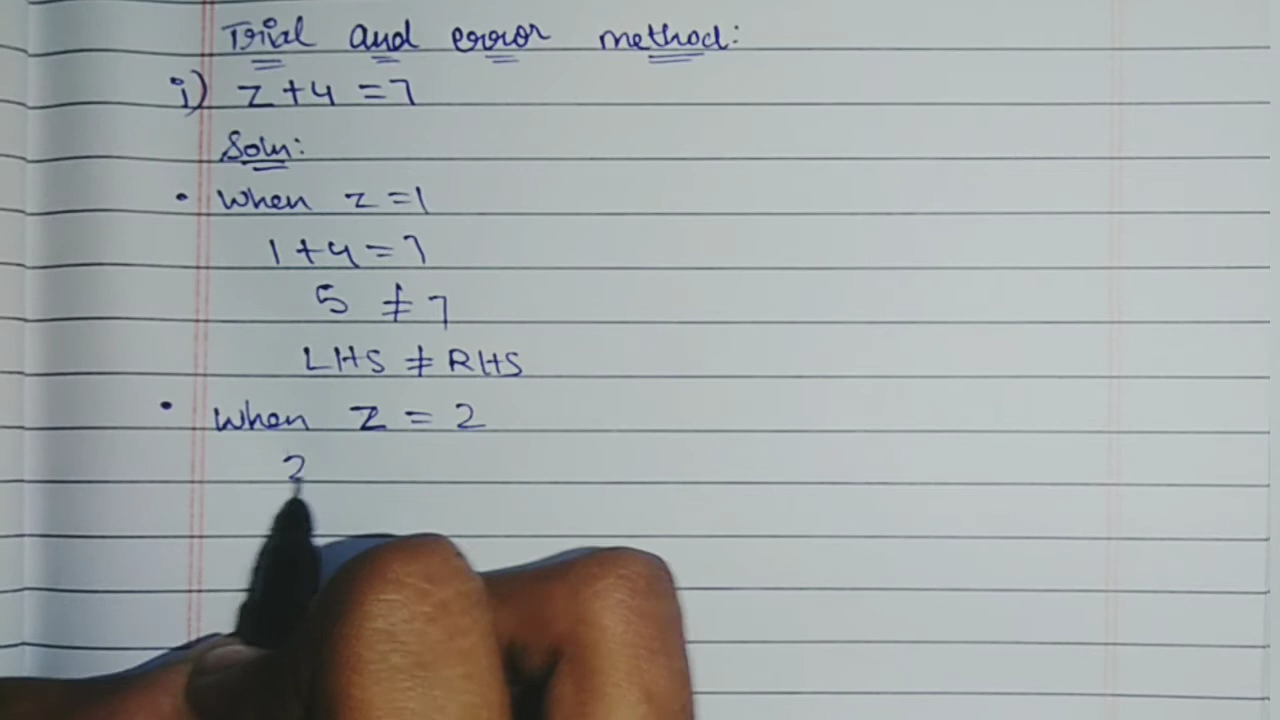 Trial and error method:
i) z+4 =7
Soln:
• When z =1
1+4=7
5 ≠ 7
LHS ≠ RHS
• When z = 2
2